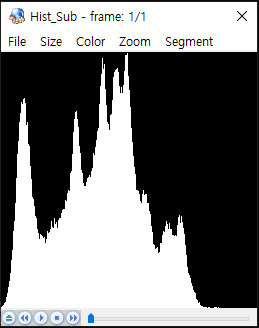 Hist_Sub - frame: 1/1
File Size Color Zoom Segment